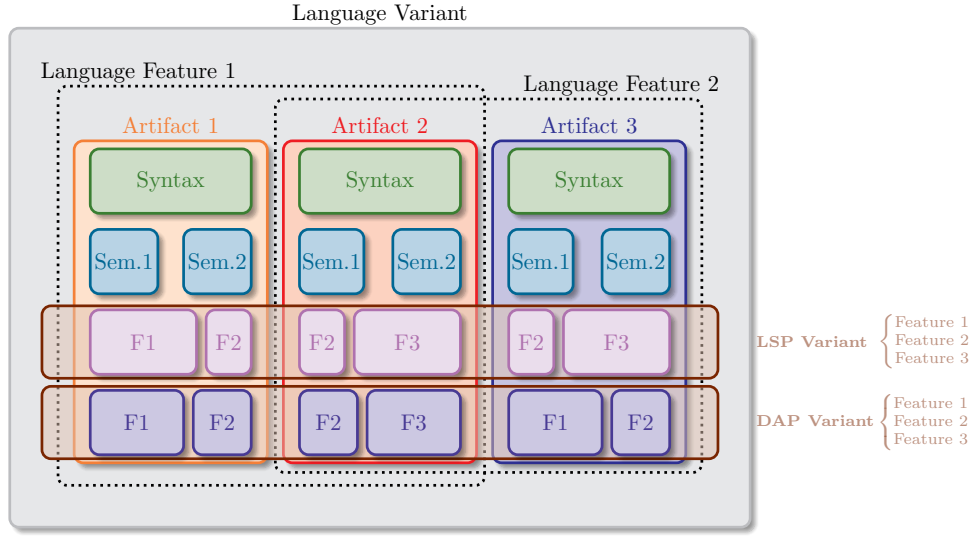 Language Variant
Language Feature 1
Language Feature 2
Artifact 1
Artifact 2
Artifact 3
Syntax
Syntax
Syntax
Sem.1
Sem.2
Sem.1
Sem.2
Sem.1
Sem.2
F1
F2
F2
F3
F2
F3
LSP Variant
Feature 1
Feature 2
Feature 3
F1
F2
F2
F3
F1
F2
DAP Variant
Feature 1
Feature 2
Feature 3